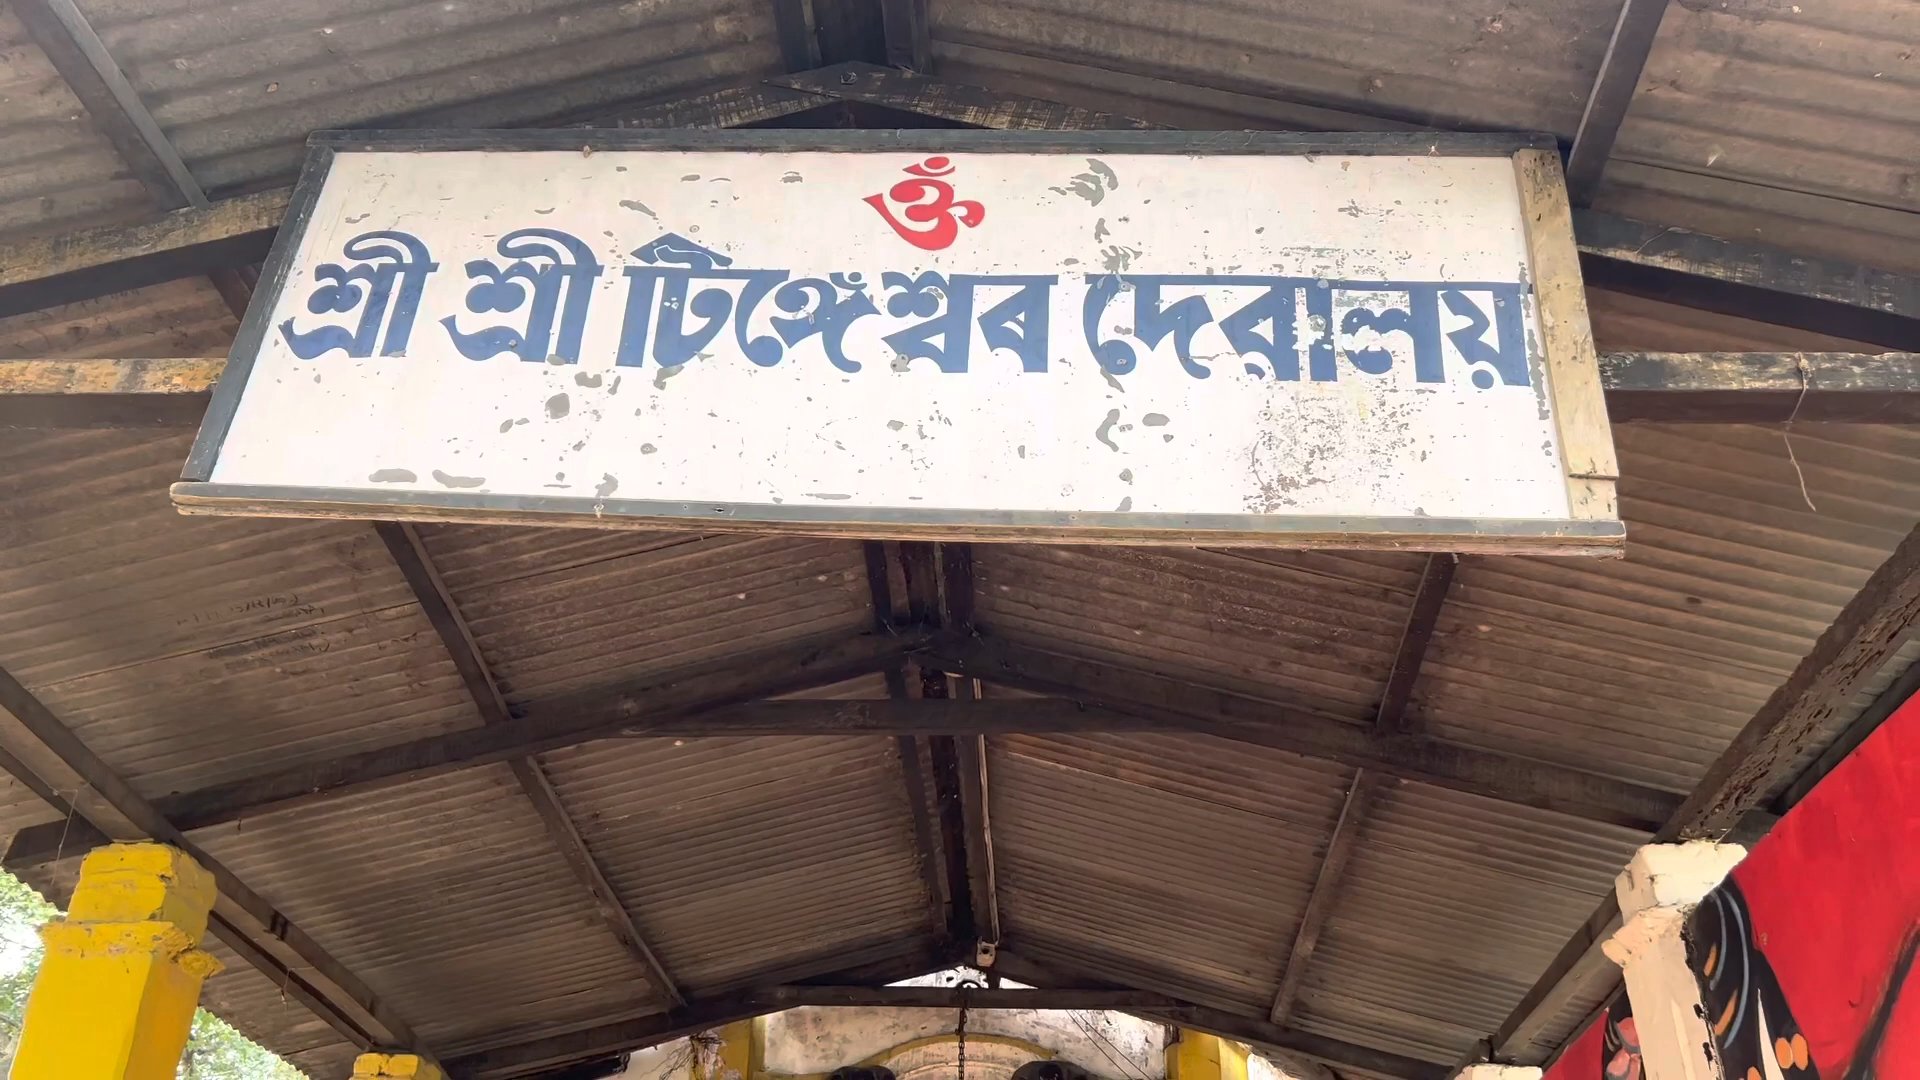 ওঁ
শ্ৰী শ্ৰী টিঙ্গেঁশ্বৰ দেৱালয়